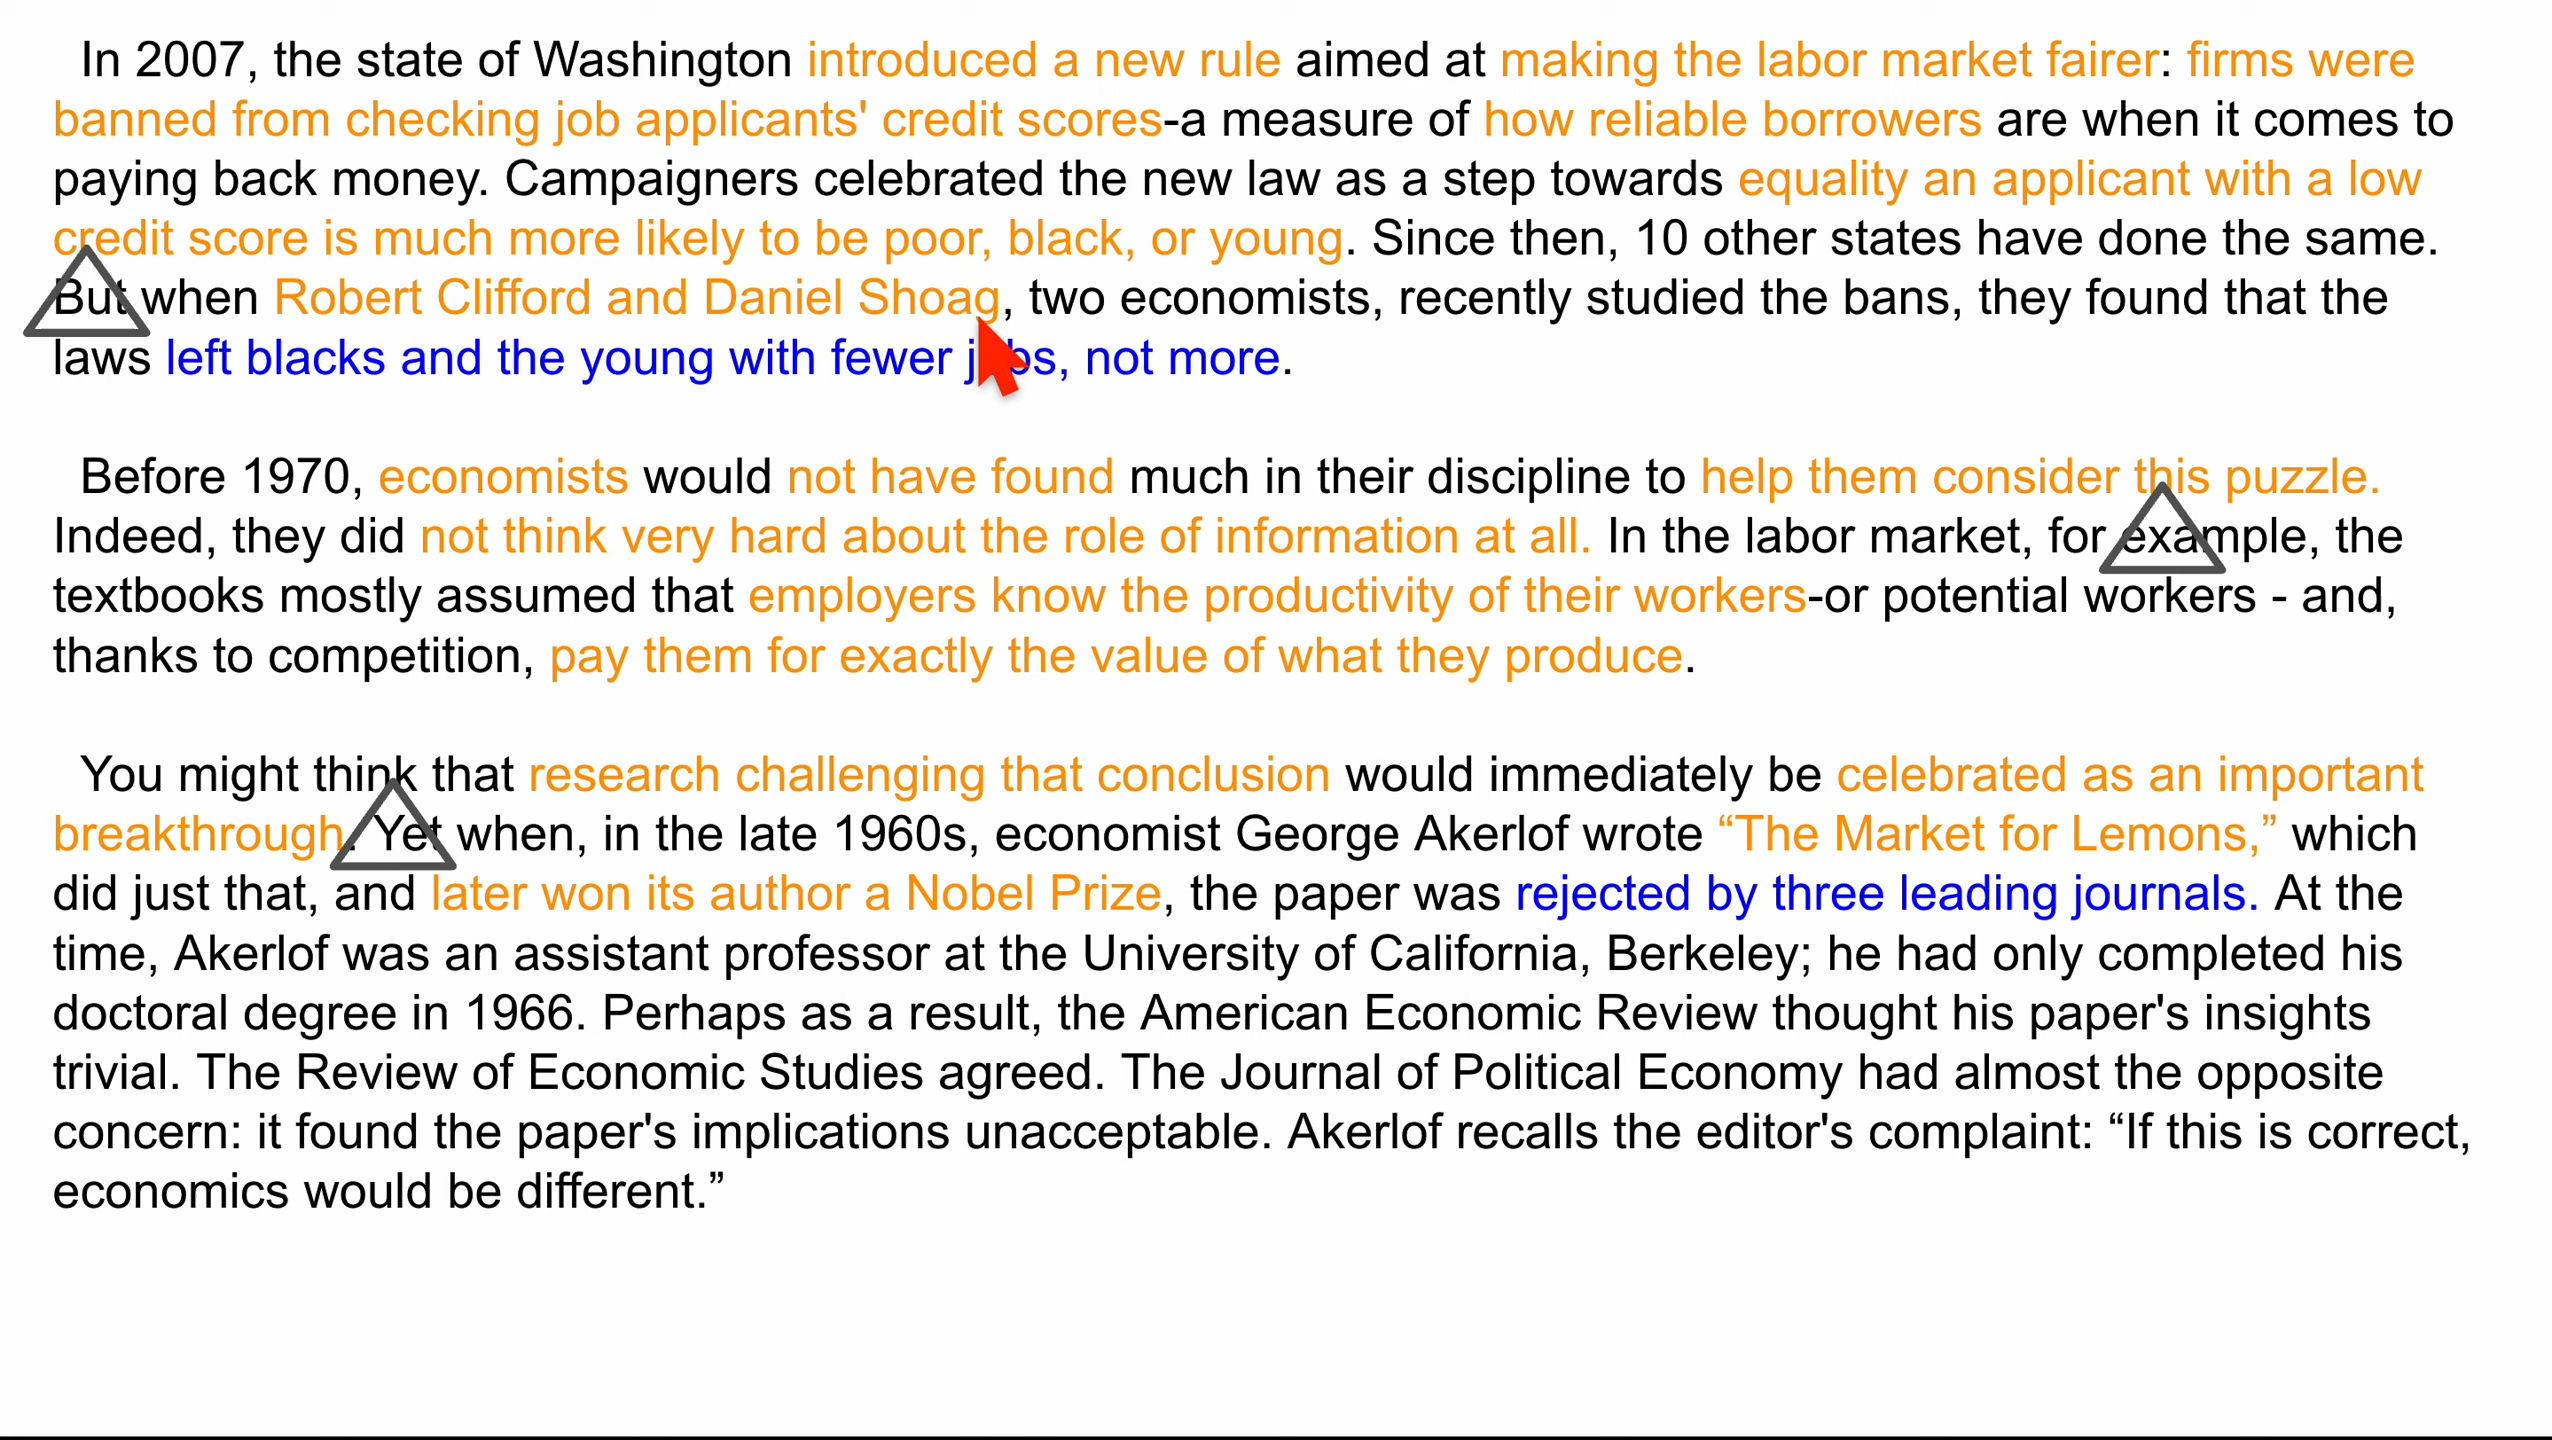 In 2007, the state of Washington introduced a new rule aimed at making the labor market fairer: firms were
banned from checking job applicants' credit scores-a measure of how reliable borrowers are when it comes to
paying back money. Campaigners celebrated the new law as a step towards equality an applicant with a low
credit score is much more likely to be poor, black, or young. Since then, 10 other states have done the same.
But when Robert Clifford and Daniel Shoag, two economists, recently studied the bans, they found that the
laws left blacks and the young with fewer jobs, not more.
Before 1970, economists would not have found much in their discipline to help them consider this puzzle.
Indeed, they did not think very hard about the role of information at all. In the labor market, for example, the
textbooks mostly assumed that employers know the productivity of their workers-or potential workers - and,
thanks to competition, pay them for exactly the value of what they produce.
You might think that research challenging that conclusion would immediately be celebrated as an important
breakthrough. Yet when, in the late 1960s, economist George Akerlof wrote “The Market for Lemons,” which
did just that, and later won its author a Nobel Prize, the paper was rejected by three leading journals. At the
time, Akerlof was an assistant professor at the University of California, Berkeley; he had only completed his
doctoral degree in 1966. Perhaps as a result, the American Economic Review thought his paper's insights
trivial. The Review of Economic Studies agreed. The Journal of Political Economy had almost the opposite
concern: it found the paper's implications unacceptable. Akerlof recalls the editor's complaint: “If this is correct,
economics would be different.”